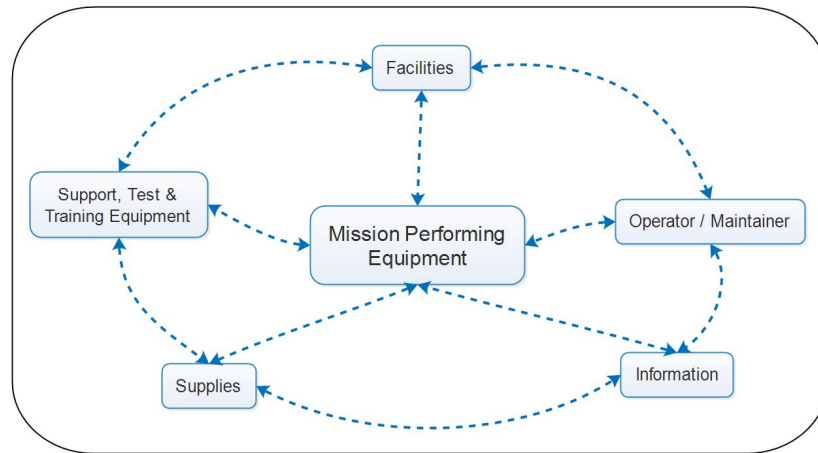 Facilities
Support, Test &
Training Equipment
Mission Performing
Equipment
Operator / Maintainer
Supplies
Information